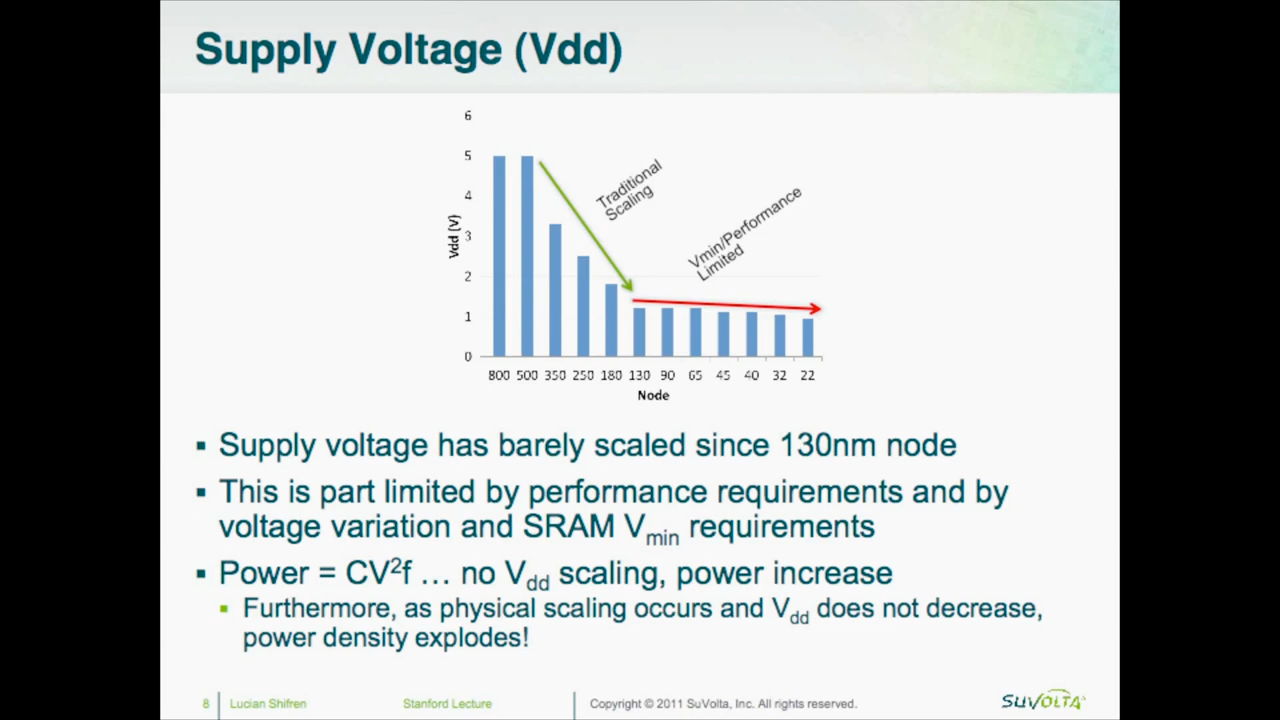 Supply Voltage (Vdd)
6
5
4
3
2
1
0
Vdd (V)
Traditional
Scaling
Vmin/Performance
Limited
800 500 350 250 180 130 90 65 45 40 32 22
Node
▪ Supply voltage has barely scaled since 130nm node
▪ This is part limited by performance requirements and by
voltage variation and SRAM Vmin requirements
▪ Power = CV²f … no Vdd scaling, power increase
▪ Furthermore, as physical scaling occurs and Vdd does not decrease,
power density explodes!
8 Lucian Shifren Stanford Lecture Copyright © 2011 SuVolta, Inc. All rights reserved. SUVOLTA